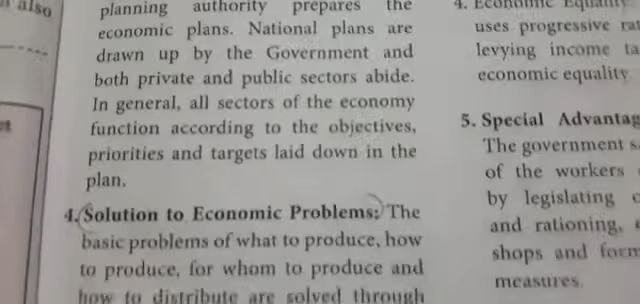 also
planning authority prepares the
economic plans. National plans are
drawn up by the Government and
both private and public sectors abide.
In general, all sectors of the economy
function according to the objectives,
priorities and targets laid down in the
plan.
4. Solution to Economic Problems: The
basic problems of what to produce, how
to produce, for whom to produce and
how to distribute are solved through
4. Economic Equality
uses progressive
levying income
economic equality
5. Special
The government
of the workers
by legislating
and rationing,
shops and
measures.